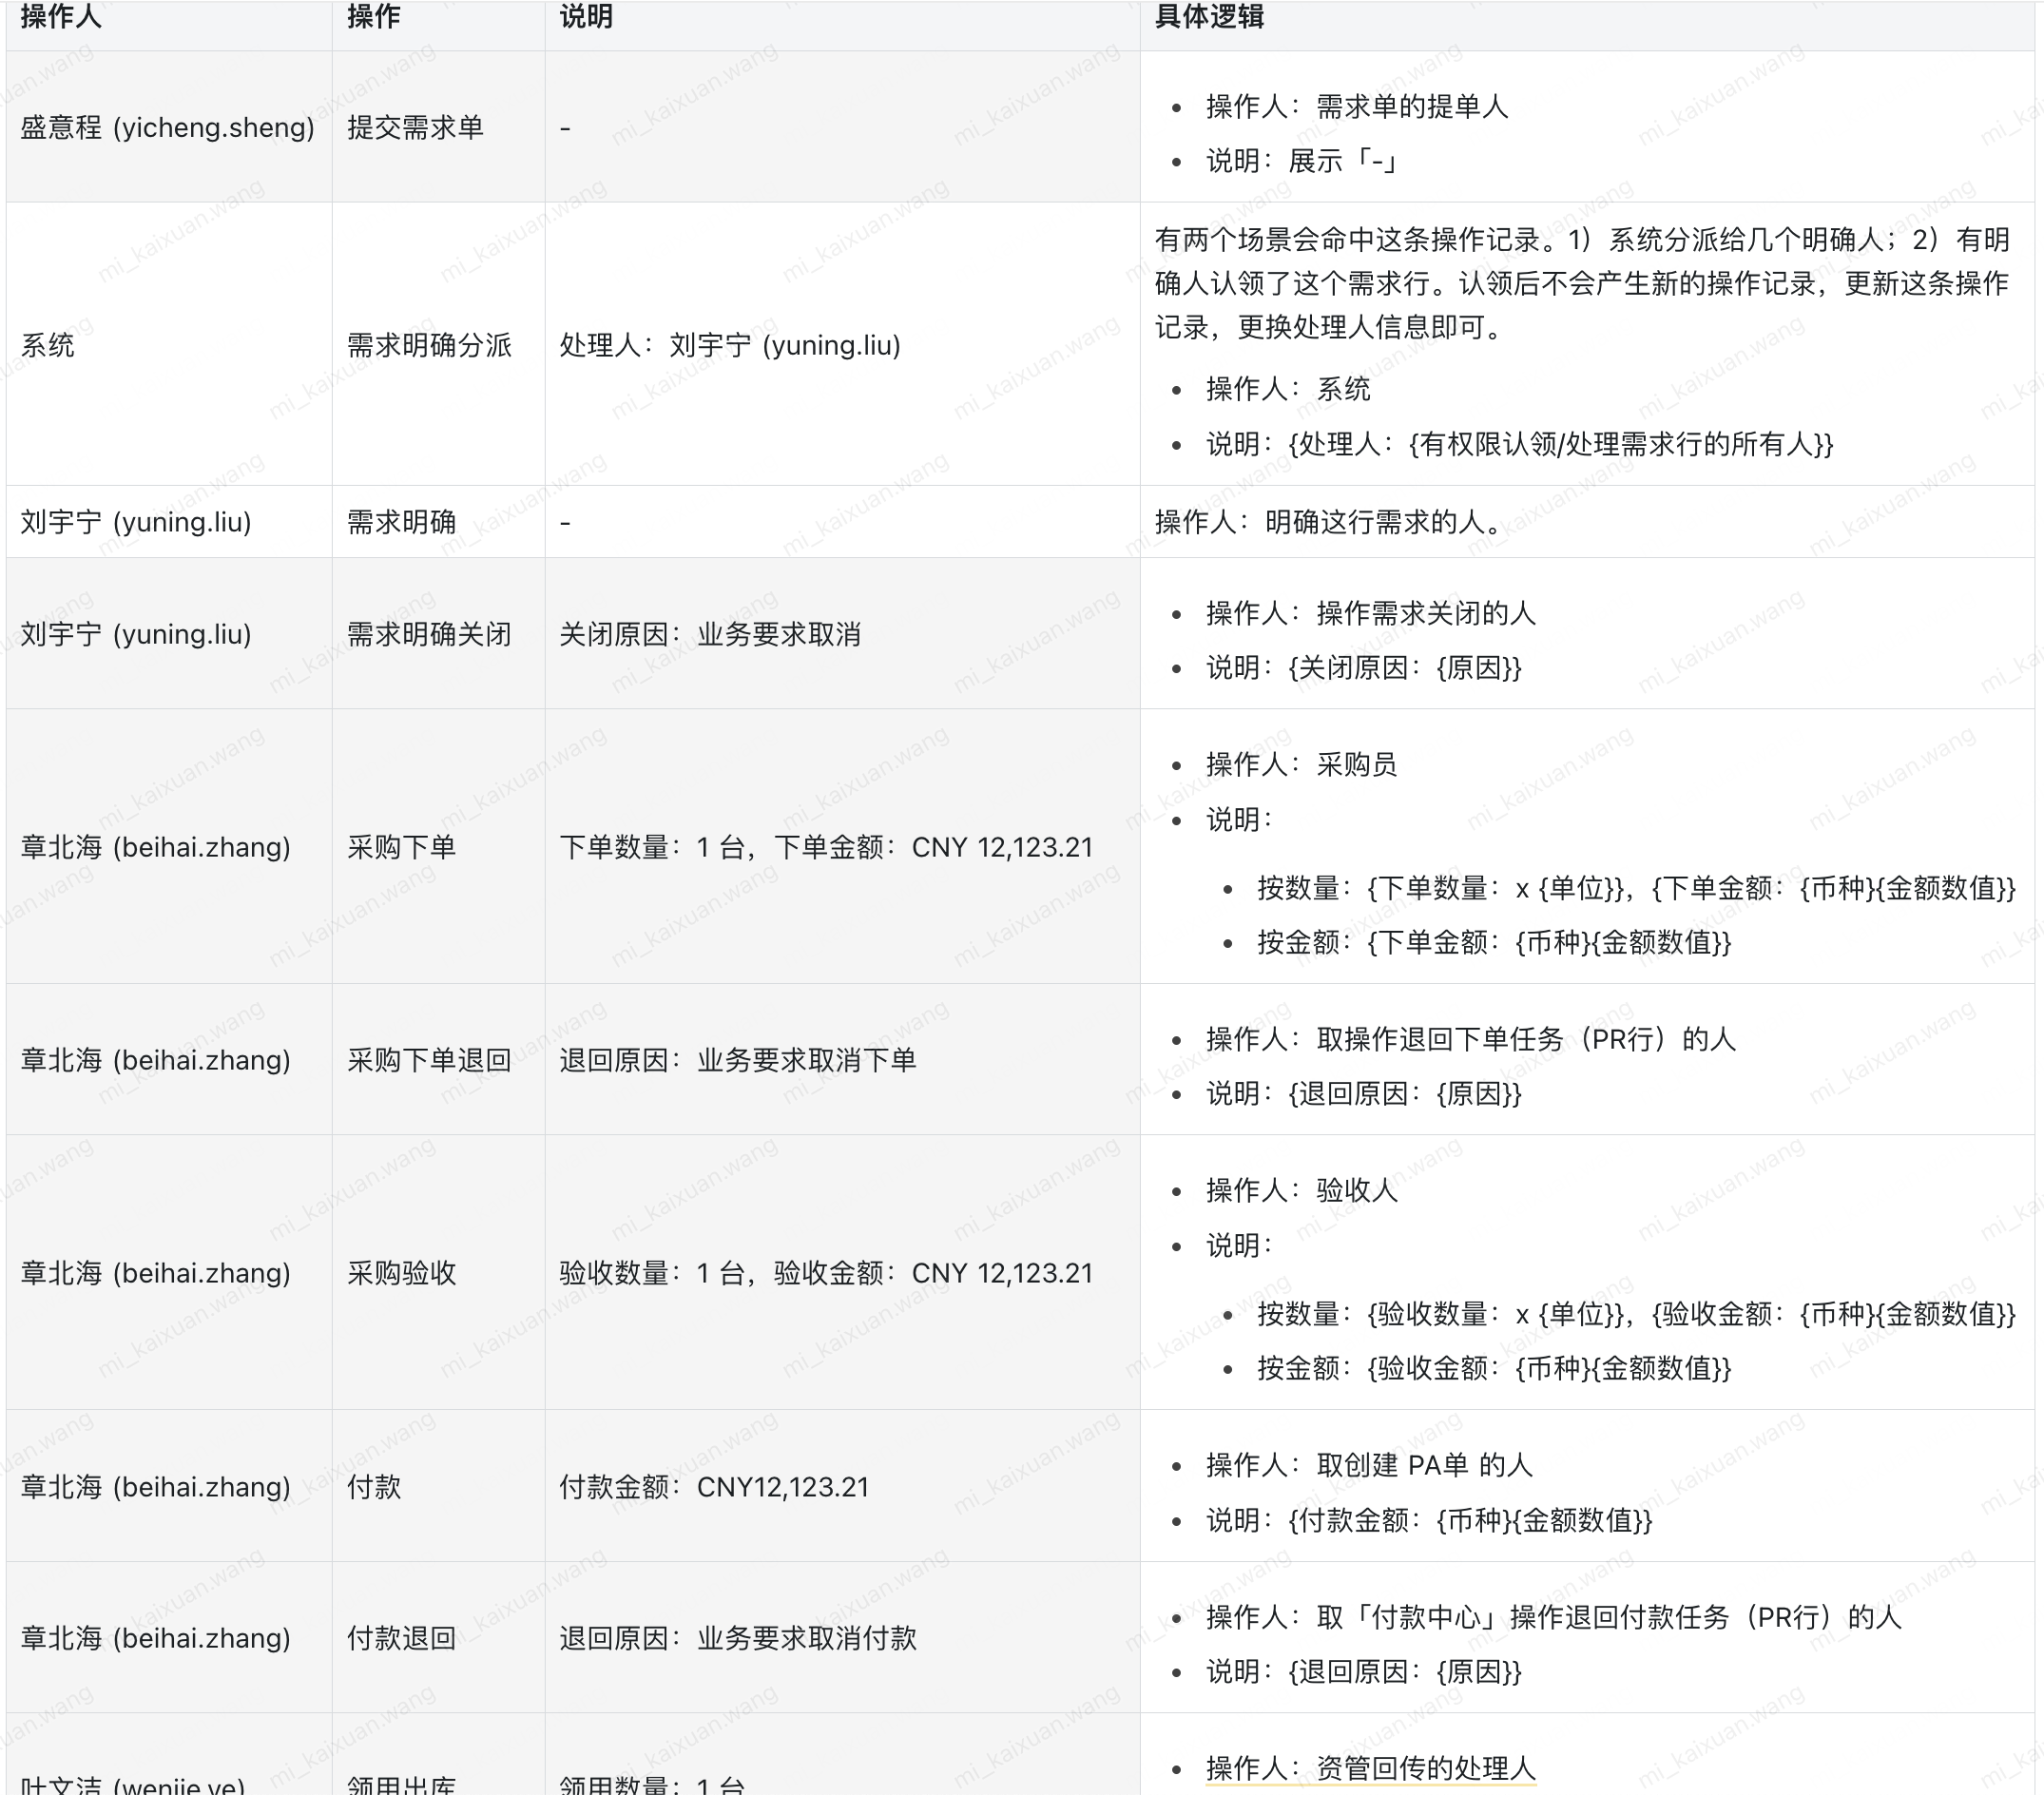 操作人 操作 说明 具体逻辑
盛意程 (yicheng.sheng) 提交需求单 -
操作人：需求单的提单人
说明：展示「-」
系统 需求明确分派 处理人：刘宇宁 (yuning.liu)
有两个场景会命中这条操作记录。1）系统分派给几个明确人；2）有明
确人认领了这个需求行。认领后不会产生新的操作记录，更新这条操作
记录，更换处理人信息即可。
操作人：系统
说明：{处理人：{有权限认领/处理需求行的所有人}}
刘宇宁 (yuning.liu) 需求明确 - 操作人：明确这行需求的人。
刘宇宁 (yuning.liu) 需求明确关闭 关闭原因：业务要求取消
操作人：操作需求关闭的人
说明：{关闭原因：{原因}}
章北海 (beihai.zhang) 采购下单 下单数量：1 台，下单金额：CNY 12,123.21
操作人：采购员
说明：
按数量：{下单数量：x {单位}}，{下单金额：{币种}{金额数值}}
按金额：{下单金额：{币种}{金额数值}}
章北海 (beihai.zhang) 采购下单退回 退回原因：业务要求取消下单
操作人：取操作退回下单任务（PR行）的人
说明：{退回原因：{原因}}
章北海 (beihai.zhang) 采购验收 验收数量：1 台，验收金额：CNY 12,123.21
操作人：验收人
说明：
按数量：{验收数量：x {单位}}，{验收金额：{币种}{金额数值}}
按金额：{验收金额：{币种}{金额数值}}
章北海 (beihai.zhang) 付款 付款金额：CNY12,123.21
操作人：取创建 PA单 的人
说明：{付款金额：{币种}{金额数值}}
章北海 (beihai.zhang) 付款退回 退回原因：业务要求取消付款
操作人：取「付款中心」操作退回付款任务（PR行）的人
说明：{退回原因：{原因}}
叶文洁 (wenjie.ye) 领用出库 领用数量：1 台
操作人：资管回传的处理人
mi_kaixuan.wang